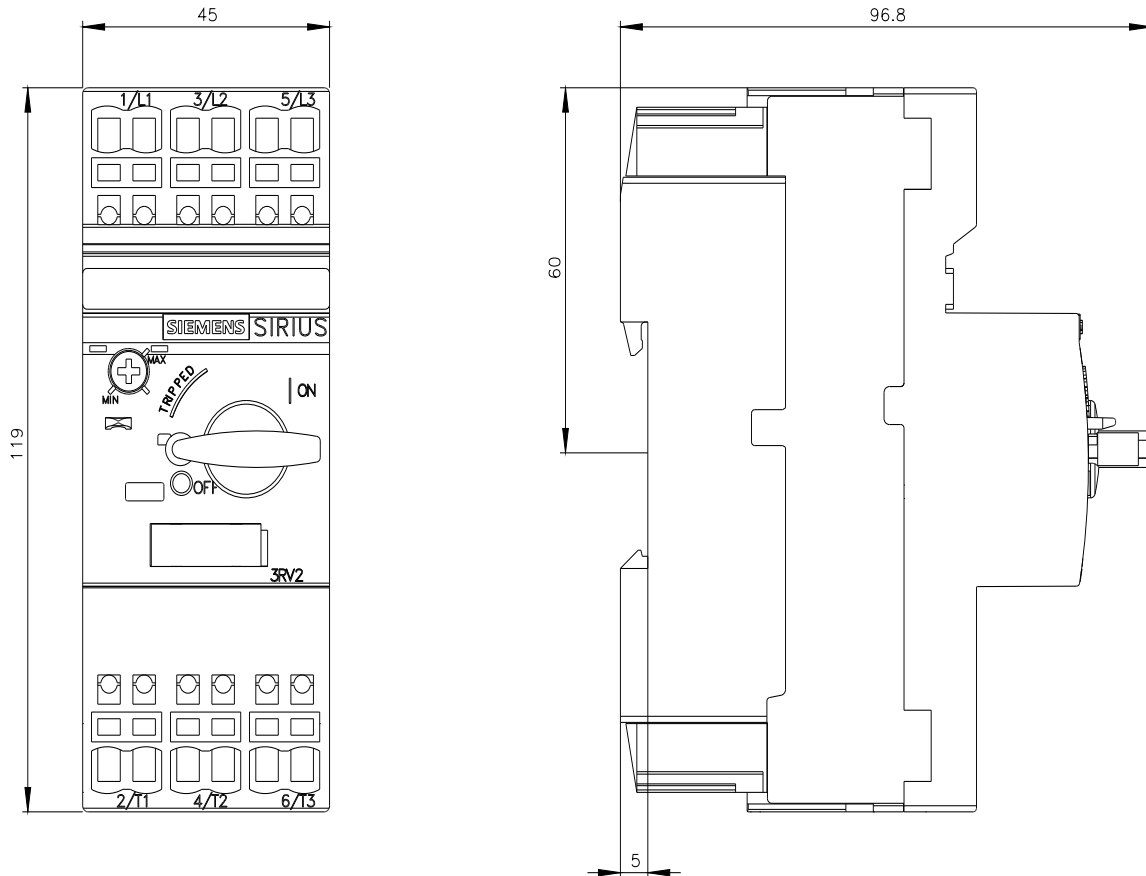 45
96.8
1/L1 3/L2 5/L3
60
SIEMENS SIRIUS
MAX
MIN
TRIPPED
ON
119
OFF
3RV2
2/T1 4/T2 6/T3
5